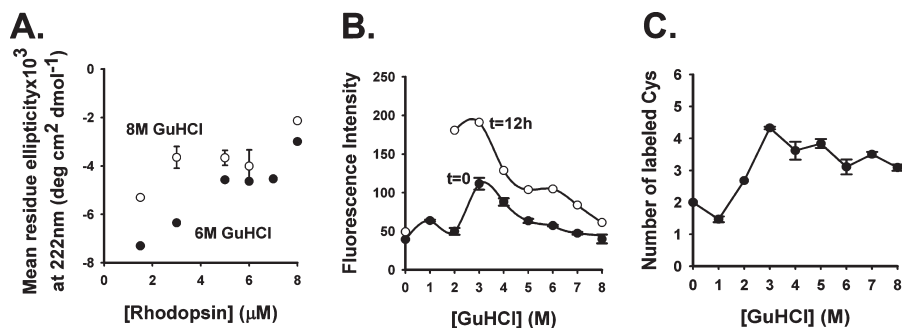 A.
Mean residue ellipticityx10³
at 222nm (deg cm² dmol⁻¹)
0
-2
-4
-6
-8
8M GuHCl
6M GuHCl
0 2 4 6 8
[Rhodopsin] (μM)
B.
Fluorescence Intensity
250
200
150
100
50
0
t=12h
t=0
0 1 2 3 4 5 6 7 8
[GuHCl] (M)
C.
Number of labeled Cys
6
5
4
3
2
1
0
0 1 2 3 4 5 6 7 8
[GuHCl] (M)